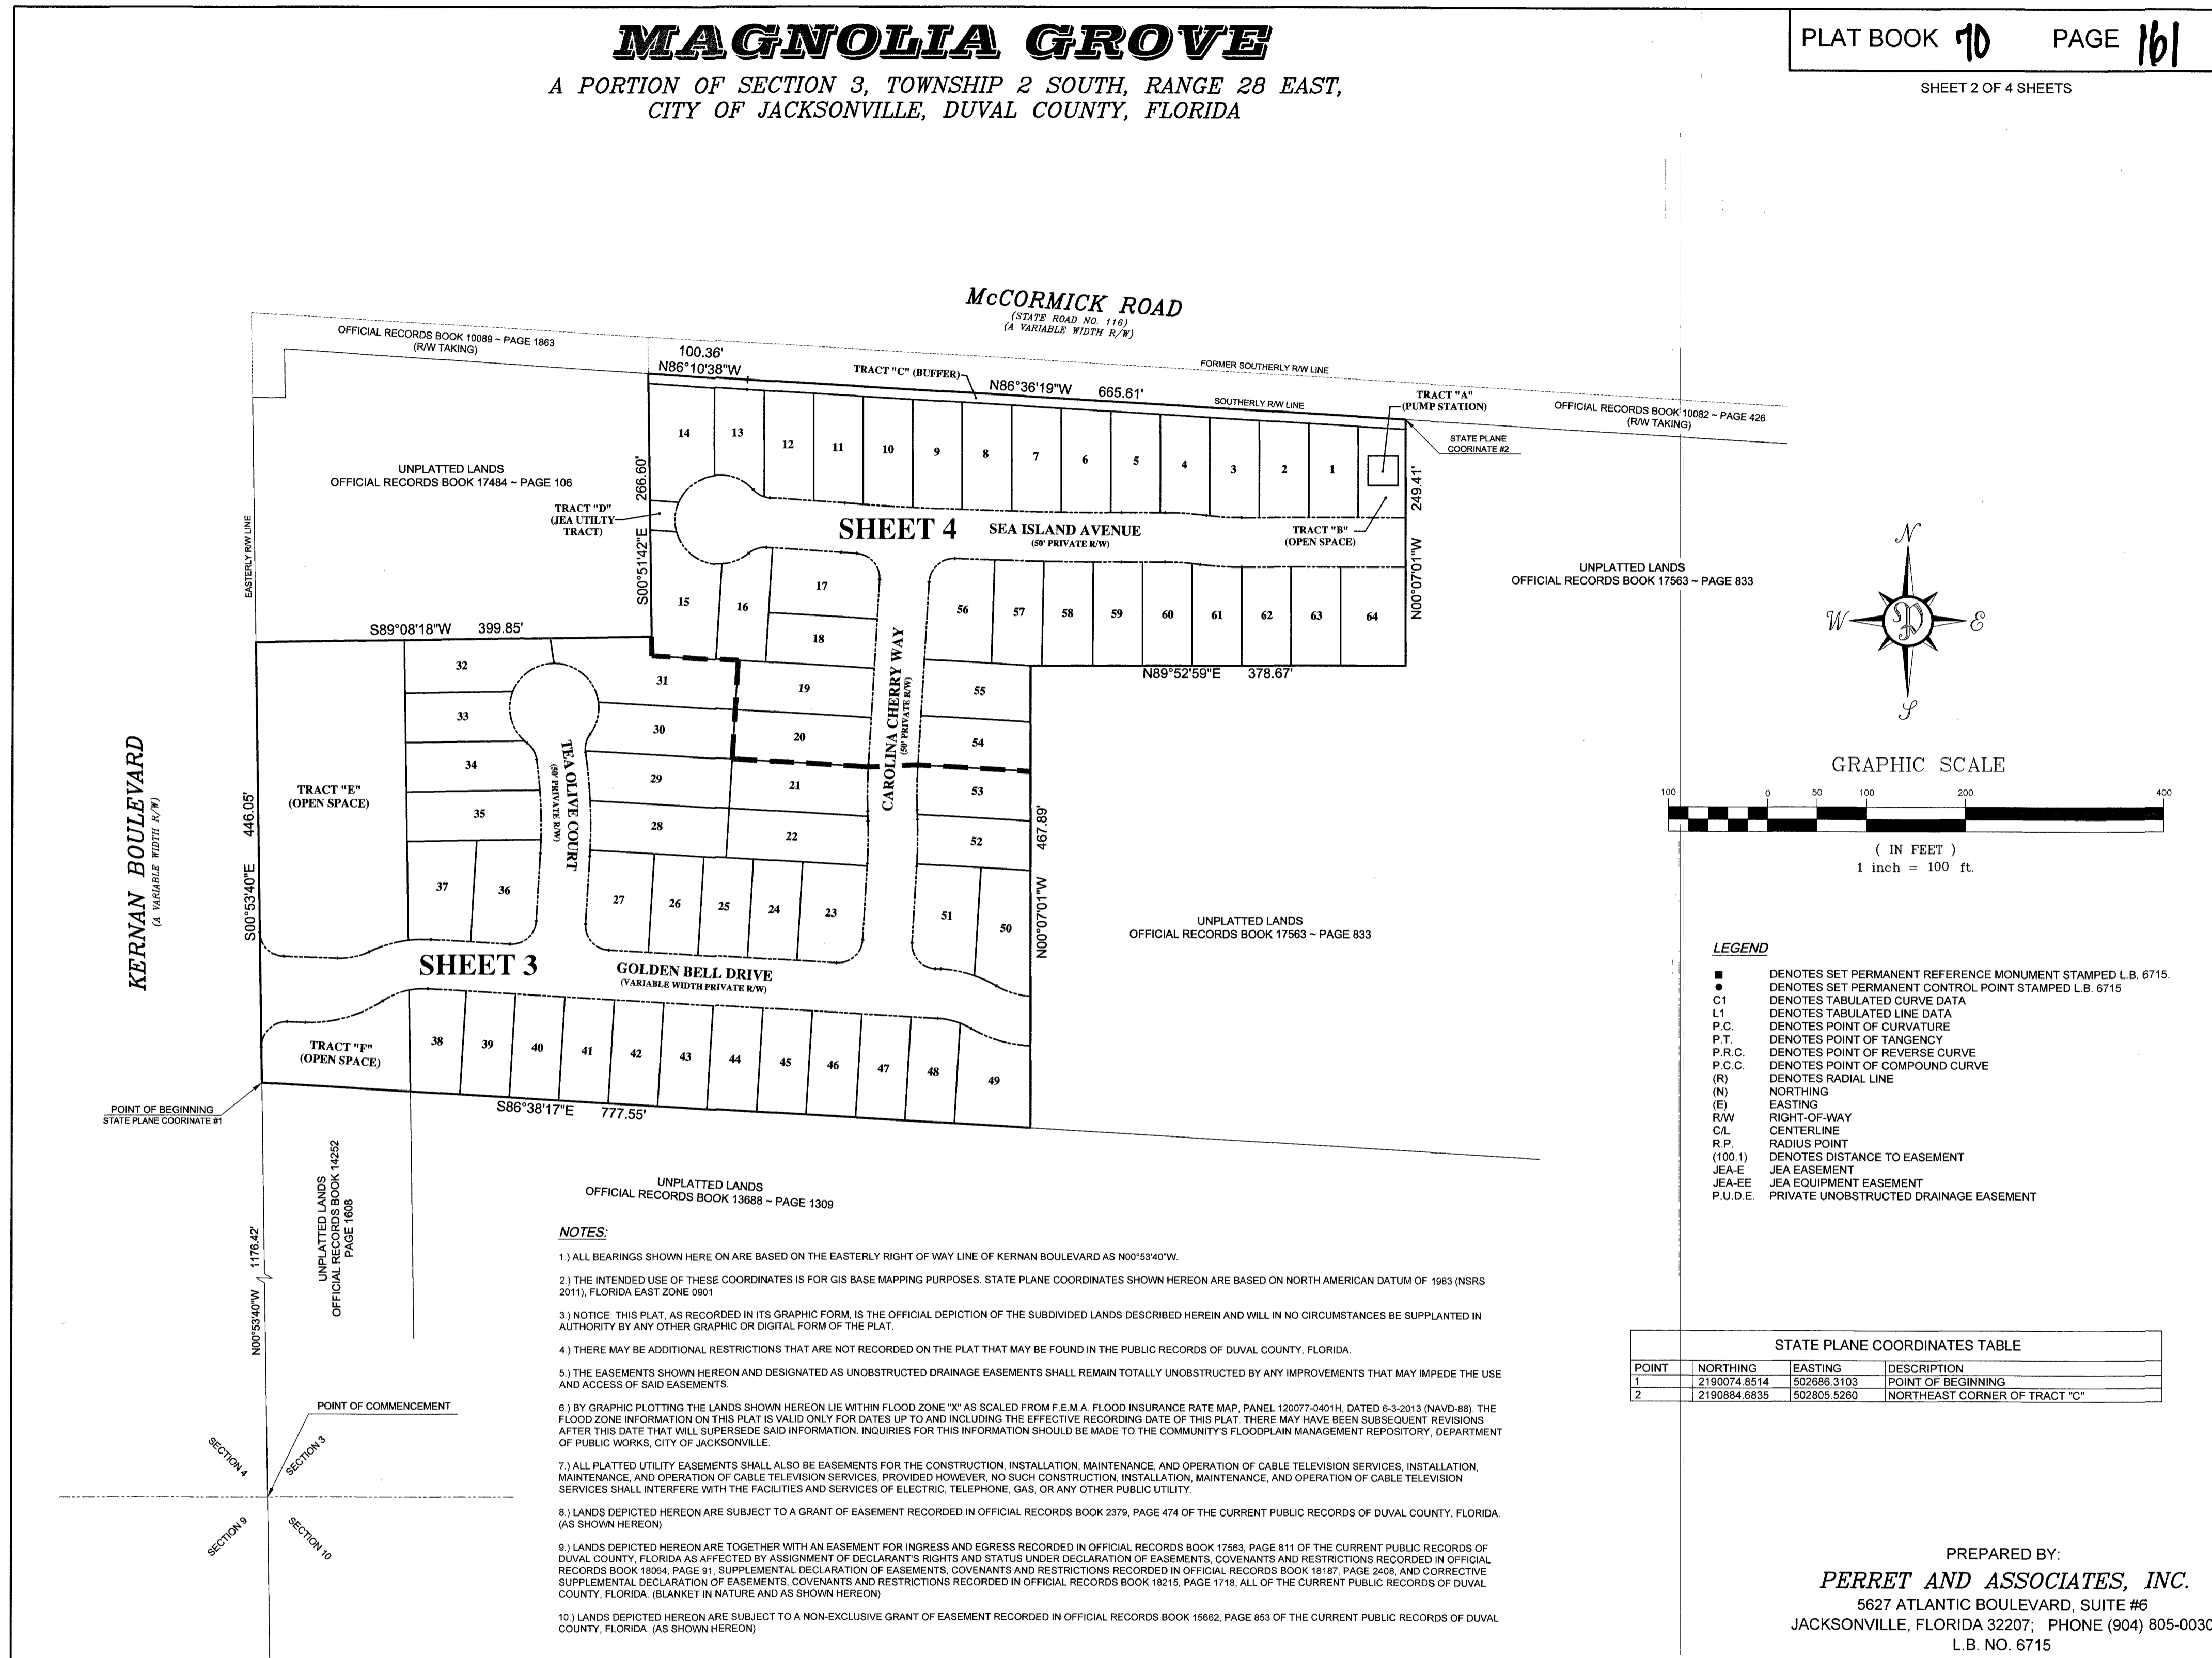 MAGNOLIA GROVE
A PORTION OF SECTION 3, TOWNSHIP 2 SOUTH, RANGE 28 EAST,
CITY OF JACKSONVILLE, DUVAL COUNTY, FLORIDA
PLAT BOOK 70 PAGE 161
SHEET 2 OF 4 SHEETS
McCORMICK ROAD
(STATE ROAD NO. 116)
(A VARIABLE WIDTH R/W)
OFFICIAL RECORDS BOOK 10089 ~ PAGE 1863
(R/W TAKING)
100.36'
N86°10'38"W
TRACT "C" (BUFFER)
N86°36'19"W 665.61'
FORMER SOUTHERLY R/W LINE
SOUTHERLY R/W LINE
TRACT "A"
(PUMP STATION)
OFFICIAL RECORDS BOOK 10082 ~ PAGE 426
(R/W TAKING)
STATE PLANE
COORINATE #2
14
13
12
11
10
9
8
7
6
5
4
3
2
1
UNPLATTED LANDS
OFFICIAL RECORDS BOOK 17484 ~ PAGE 106
EASTERLY R/W LINE
S00°51'42"E 266.60'
TRACT "D"
(JEA UTILTY
TRACT)
SHEET 4
SEA ISLAND AVENUE
(50' PRIVATE R/W)
TRACT "B"
(OPEN SPACE)
N00°07'01"W 249.41'
UNPLATTED LANDS
OFFICIAL RECORDS BOOK 17563 ~ PAGE 833
N
W
E
S
15
16
17
18
56
57
58
59
60
61
62
63
64
S89°08'18"W 399.85'
N89°52'59"E 378.67'
32
31
19
55
33
30
20
54
34
29
21
53
35
28
22
52
37
36
27
26
25
24
23
51
50
CAROLINA CHERRY WAY
(50' PRIVATE R/W)
TEA OLIVE COURT
(50' PRIVATE R/W)
KERNAN BOULEVARD
(A VARIABLE WIDTH R/W)
TRACT "E"
(OPEN SPACE)
S00°53'40"E 446.05'
N00°07'01"W 467.89'
UNPLATTED LANDS
OFFICIAL RECORDS BOOK 17563 ~ PAGE 833
SHEET 3
GOLDEN BELL DRIVE
(VARIABLE WIDTH PRIVATE R/W)
TRACT "F"
(OPEN SPACE)
38
39
40
41
42
43
44
45
46
47
48
49
S86°38'17"E 777.55'
POINT OF BEGINNING
STATE PLANE COORINATE #1
UNPLATTED LANDS
OFFICIAL RECORDS BOOK 14252
PAGE 1608
N00°53'40"W 1176.42'
UNPLATTED LANDS
OFFICIAL RECORDS BOOK 13688 ~ PAGE 1309
POINT OF COMMENCEMENT
SECTION 4
SECTION 3
SECTION 9
SECTION 10
NOTES:
1.) ALL BEARINGS SHOWN HERE ON ARE BASED ON THE EASTERLY RIGHT OF WAY LINE OF KERNAN BOULEVARD AS N00°53'40"W.
2.) THE INTENDED USE OF THESE COORDINATES IS FOR GIS BASE MAPPING PURPOSES. STATE PLANE COORDINATES SHOWN HEREON ARE BASED ON NORTH AMERICAN DATUM OF 1983 (NSRS
2011), FLORIDA EAST ZONE 0901
3.) NOTICE: THIS PLAT, AS RECORDED IN ITS GRAPHIC FORM, IS THE OFFICIAL DEPICTION OF THE SUBDIVIDED LANDS DESCRIBED HEREIN AND WILL IN NO CIRCUMSTANCES BE SUPPLANTED IN
AUTHORITY BY ANY OTHER GRAPHIC OR DIGITAL FORM OF THE PLAT.
4.) THERE MAY BE ADDITIONAL RESTRICTIONS THAT ARE NOT RECORDED ON THE PLAT THAT MAY BE FOUND IN THE PUBLIC RECORDS OF DUVAL COUNTY, FLORIDA.
5.) THE EASEMENTS SHOWN HEREON AND DESIGNATED AS UNOBSTRUCTED DRAINAGE EASEMENTS SHALL REMAIN TOTALLY UNOBSTRUCTED BY ANY IMPROVEMENTS THAT MAY IMPEDE THE USE
AND ACCESS OF SAID EASEMENTS.
6.) BY GRAPHIC PLOTTING THE LANDS SHOWN HEREON LIE WITHIN FLOOD ZONE "X" AS SCALED FROM F.E.M.A. FLOOD INSURANCE RATE MAP, PANEL 120077-0401H, DATED 6-3-2013 (NAVD-88). THE
FLOOD ZONE INFORMATION ON THIS PLAT IS VALID ONLY FOR DATES UP TO AND INCLUDING THE EFFECTIVE RECORDING DATE OF THIS PLAT. THERE MAY HAVE BEEN SUBSEQUENT REVISIONS
AFTER THIS DATE THAT WILL SUPERSEDE SAID INFORMATION. INQUIRIES FOR THIS INFORMATION SHOULD BE MADE TO THE COMMUNITY'S FLOODPLAIN MANAGEMENT REPOSITORY, DEPARTMENT
OF PUBLIC WORKS, CITY OF JACKSONVILLE.
7.) ALL PLATTED UTILITY EASEMENTS SHALL ALSO BE EASEMENTS FOR THE CONSTRUCTION, INSTALLATION, MAINTENANCE, AND OPERATION OF CABLE TELEVISION SERVICES, INSTALLATION,
MAINTENANCE, AND OPERATION OF CABLE TELEVISION SERVICES, PROVIDED HOWEVER, NO SUCH CONSTRUCTION, INSTALLATION, MAINTENANCE, AND OPERATION OF CABLE TELEVISION
SERVICES SHALL INTERFERE WITH THE FACILITIES AND SERVICES OF ELECTRIC, TELEPHONE, GAS, OR ANY OTHER PUBLIC UTILITY.
8.) LANDS DEPICTED HEREON ARE SUBJECT TO A GRANT OF EASEMENT RECORDED IN OFFICIAL RECORDS BOOK 2379, PAGE 474 OF THE CURRENT PUBLIC RECORDS OF DUVAL COUNTY, FLORIDA.
(AS SHOWN HEREON)
9.) LANDS DEPICTED HEREON ARE TOGETHER WITH AN EASEMENT FOR INGRESS AND EGRESS RECORDED IN OFFICIAL RECORDS BOOK 17563, PAGE 811 OF THE CURRENT PUBLIC RECORDS OF
DUVAL COUNTY, FLORIDA AS AFFECTED BY ASSIGNMENT OF DECLARANT'S RIGHTS AND STATUS UNDER DECLARATION OF EASEMENTS, COVENANTS AND RESTRICTIONS RECORDED IN OFFICIAL
RECORDS BOOK 18064, PAGE 91, SUPPLEMENTAL DECLARATION OF EASEMENTS, COVENANTS AND RESTRICTIONS RECORDED IN OFFICIAL RECORDS BOOK 18187, PAGE 2408, AND CORRECTIVE
SUPPLEMENTAL DECLARATION OF EASEMENTS, COVENANTS AND RESTRICTIONS RECORDED IN OFFICIAL RECORDS BOOK 18215, PAGE 1718, ALL OF THE CURRENT PUBLIC RECORDS OF DUVAL
COUNTY, FLORIDA. (BLANKET IN NATURE AND AS SHOWN HEREON)
10.) LANDS DEPICTED HEREON ARE SUBJECT TO A NON-EXCLUSIVE GRANT OF EASEMENT RECORDED IN OFFICIAL RECORDS BOOK 15662, PAGE 853 OF THE CURRENT PUBLIC RECORDS OF DUVAL
COUNTY, FLORIDA. (AS SHOWN HEREON)
GRAPHIC SCALE
100 0 50 100 200 400
( IN FEET )
1 inch = 100 ft.
LEGEND
■ DENOTES SET PERMANENT REFERENCE MONUMENT STAMPED L.B. 6715.
● DENOTES SET PERMANENT CONTROL POINT STAMPED L.B. 6715
C1 DENOTES TABULATED CURVE DATA
L1 DENOTES TABULATED LINE DATA
P.C. DENOTES POINT OF CURVATURE
P.T. DENOTES POINT OF TANGENCY
P.R.C. DENOTES POINT OF REVERSE CURVE
P.C.C. DENOTES POINT OF COMPOUND CURVE
(R) DENOTES RADIAL LINE
(N) NORTHING
(E) EASTING
R/W RIGHT-OF-WAY
C/L CENTERLINE
R.P. RADIUS POINT
(100.1) DENOTES DISTANCE TO EASEMENT
JEA-E JEA EASEMENT
JEA-EE JEA EQUIPMENT EASEMENT
P.U.D.E. PRIVATE UNOBSTRUCTED DRAINAGE EASEMENT
STATE PLANE COORDINATES TABLE
POINT NORTHING EASTING DESCRIPTION
1 2190074.8514 502686.3103 POINT OF BEGINNING
2 2190884.6835 502805.5260 NORTHEAST CORNER OF TRACT "C"
PREPARED BY:
PERRET AND ASSOCIATES, INC.
5627 ATLANTIC BOULEVARD, SUITE #6
JACKSONVILLE, FLORIDA 32207; PHONE (904) 805-0030
L.B. NO. 6715